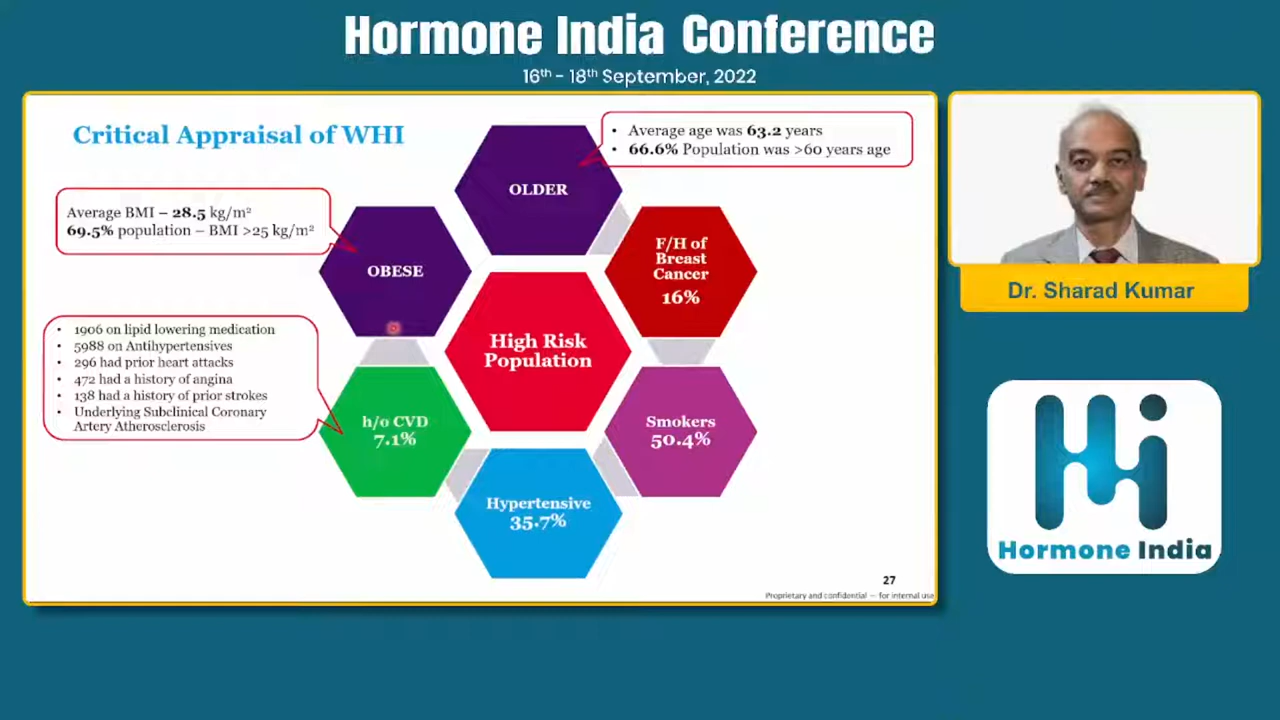 Hormone India Conference
16th - 18th September, 2022
Critical Appraisal of WHI
• Average age was 63.2 years
• 66.6% Population was >60 years age
OLDER
Average BMI – 28.5 kg/m²
69.5% population – BMI >25 kg/m²
OBESE
F/H of
Breast
Cancer
16%
High Risk
Population
• 1906 on lipid lowering medication
• 5988 on Antihypertensives
• 296 had prior heart attacks
• 472 had a history of angina
• 138 had a history of prior strokes
• Underlying Subclinical Coronary
Artery Atherosclerosis
h/o CVD
7.1%
Smokers
50.4%
Hypertensive
35.7%
27
Proprietary and confidential — for internal use
Dr. Sharad Kumar
Hormone India